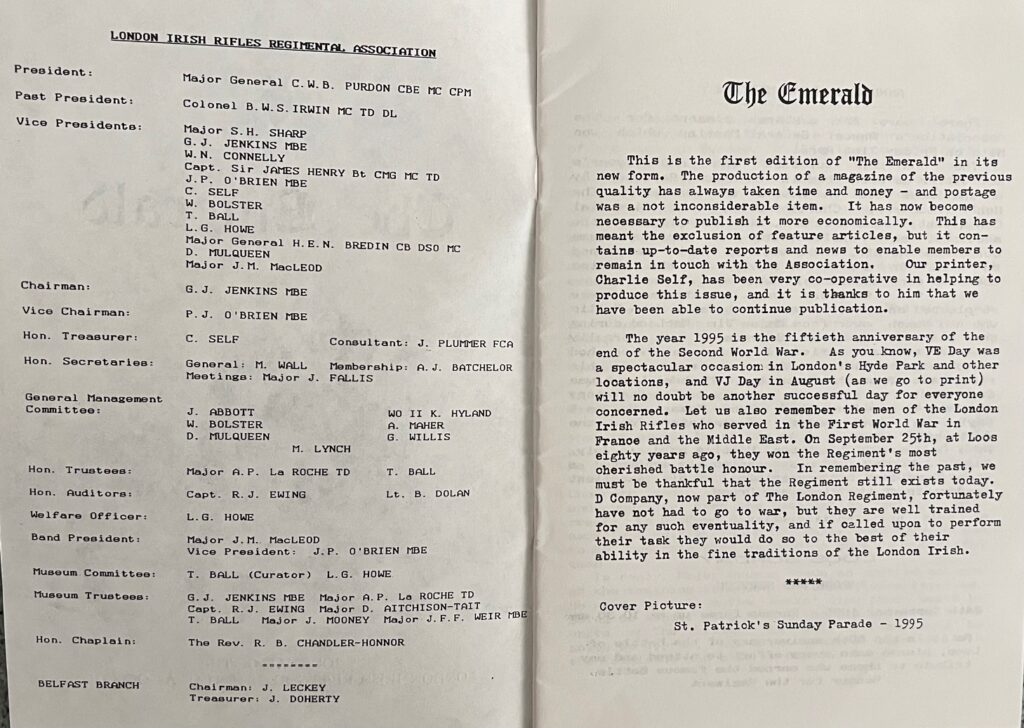 LONDON IRISH RIFLES REGIMENTAL ASSOCIATION
President: Major General C.W.B. PURDON CBE MC CPM
Past President: Colonel B.W.S.IRWIN MC TD DL
Vice Presidents: Major S.H. SHARP
G.J. JENKINS MBE
W.N. CONNELLY
Capt. Sir JAMES HENRY Bt CMG MC TD
J.P. O'BRIEN MBE
C. SELF
W. BOLSTER
T. BALL
L.G. HOWE
Major General H.E.N. BREDIN CB DSO MC
D. MULQUEEN
Major J.M. MacLEOD
Chairman: G.J. JENKINS MBE
Vice Chairman: P.J. O'BRIEN MBE
Hon. Treasurer: C. SELF Consultant: J. PLUMMER FCA
Hon. Secretaries: General: M. WALL Membership: A.J. BATCHELOR
Meetings: Major J. FALLIS
General Management
Committee: J. ABBOTT WO II K. HYLAND
W. BOLSTER A. MAHER
D. MULQUEEN G. WILLIS
M. LYNCH
Hon. Trustees: Major A.P. La ROCHE TD T. BALL
Hon. Auditors: Capt. R.J. EWING Lt. B. DOLAN
Welfare Officer: L.G. HOWE
Band President: Major J.M. MacLEOD
Vice President: J.P. O'BRIEN MBE
Museum Committee: T. BALL (Curator) L.G. HOWE
Museum Trustees: G.J. JENKINS MBE Major A.P. La ROCHE TD
Capt. R.J. EWING Major D. AITCHISON-TAIT
T. BALL Major J. MOONEY Major J.F.F. WEIR MBE
Hon. Chaplain: The Rev. R. B. CHANDLER-HONNOR
--------
BELFAST BRANCH Chairman: J. LECKEY
Treasurer: J. DOHERTY
The Emerald
This is the first edition of "The Emerald" in its
new form. The production of a magazine of the previous
quality has always taken time and money - and postage
was a not inconsiderable item. It has now become
necessary to publish it more economically. This has
meant the exclusion of feature articles, but it con-
tains up-to-date reports and news to enable members to
remain in touch with the Association. Our printer,
Charlie Self, has been very co-operative in helping to
produce this issue, and it is thanks to him that we
have been able to continue publication.
The year 1995 is the fiftieth anniversary of the
end of the Second World War. As you know, VE Day was
a spectacular occasion in London's Hyde Park and other
locations, and VJ Day in August (as we go to print)
will no doubt be another successful day for everyone
concerned. Let us also remember the men of the London
Irish Rifles who served in the First World War in
France and the Middle East. On September 25th, at Loos
eighty years ago, they won the Regiment's most
cherished battle honour. In remembering the past, we
must be thankful that the Regiment still exists today.
D Company, now part of The London Regiment, fortunately
have not had to go to war, but they are well trained
for any such eventuality, and if called upon to perform
their task they would do so to the best of their
ability in the fine traditions of the London Irish.
*****
Cover Picture:
St. Patrick's Sunday Parade - 1995